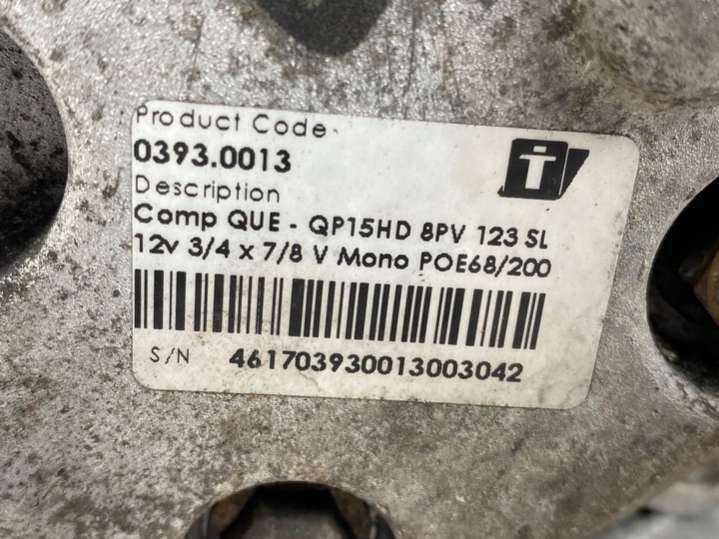 Product Code
0393.0013
Description
Comp QUE - QP15HD 8PV 123 SL
12v 3/4 x 7/8 V Mono POE68/200
S/N 461703930013003042